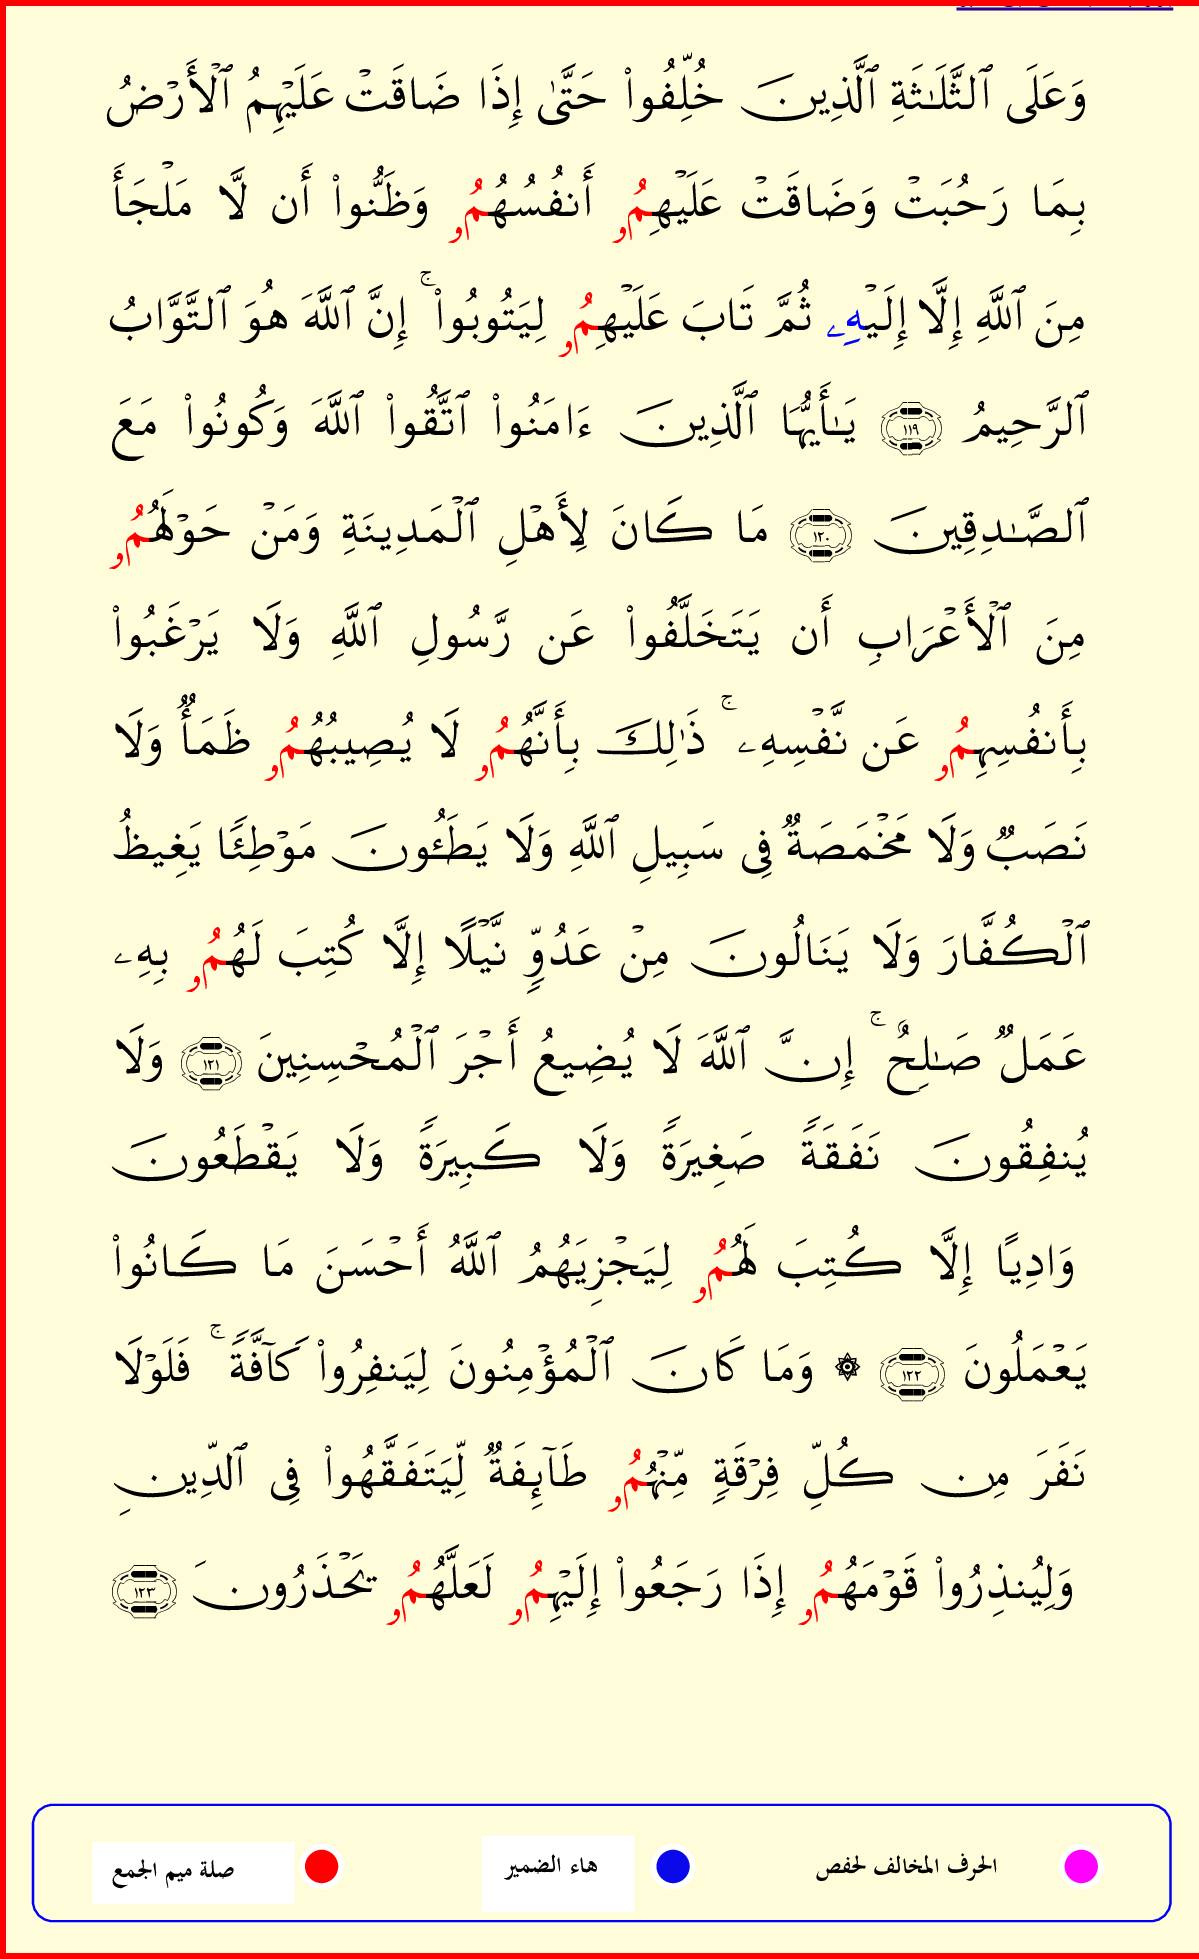 وَعَلَى ٱلثَّلَٰثَةِ ٱلَّذِينَ خُلِّفُوا۟ حَتَّىٰ إِذَا ضَاقَتْ عَلَيْهِمُ ٱلْأَرْضُ
بِمَا رَحُبَتْ وَضَاقَتْ عَلَيْهِمُۥ أَنفُسُهُمُۥ وَظَنُّوا۟ أَن لَّا مَلْجَأَ
مِنَ ٱللَّهِ إِلَّا إِلَيْهِۦ ثُمَّ تَابَ عَلَيْهِمُۥ لِيَتُوبُوا۟ ۚ إِنَّ ٱللَّهَ هُوَ ٱلتَّوَّابُ
ٱلرَّحِيمُ ١١٩ يَٰأَيُّهَا ٱلَّذِينَ ءَامَنُوا۟ ٱتَّقُوا۟ ٱللَّهَ وَكُونُوا۟ مَعَ
ٱلصَّٰدِقِينَ ١٢٠ مَا كَانَ لِأَهْلِ ٱلْمَدِينَةِ وَمَنْ حَوْلَهُمُۥ
مِنَ ٱلْأَعْرَابِ أَن يَتَخَلَّفُوا۟ عَن رَّسُولِ ٱللَّهِ وَلَا يَرْغَبُوا۟
بِأَنفُسِهِمُۥ عَن نَّفْسِهِۦ ۚ ذَٰلِكَ بِأَنَّهُمُۥ لَا يُصِيبُهُمُۥ ظَمَأٌ وَلَا
نَصَبٌ وَلَا مَخْمَصَةٌ فِى سَبِيلِ ٱللَّهِ وَلَا يَطَـُٔونَ مَوْطِئًا يَغِيظُ
ٱلْكُفَّارَ وَلَا يَنَالُونَ مِنْ عَدُوٍّ نَّيْلًا إِلَّا كُتِبَ لَهُمُۥ بِهِۦ
عَمَلٌ صَٰلِحٌ ۚ إِنَّ ٱللَّهَ لَا يُضِيعُ أَجْرَ ٱلْمُحْسِنِينَ ١٢١ وَلَا
يُنفِقُونَ نَفَقَةً صَغِيرَةً وَلَا كَبِيرَةً وَلَا يَقْطَعُونَ
وَادِيًا إِلَّا كُتِبَ لَهُمُۥ لِيَجْزِيَهُمُ ٱللَّهُ أَحْسَنَ مَا كَانُوا۟
يَعْمَلُونَ ١٢٢ ۞ وَمَا كَانَ ٱلْمُؤْمِنُونَ لِيَنفِرُوا۟ كَآفَّةً ۚ فَلَوْلَا
نَفَرَ مِن كُلِّ فِرْقَةٍ مِّنْهُمُۥ طَآئِفَةٌ لِّيَتَفَقَّهُوا۟ فِى ٱلدِّينِ
وَلِيُنذِرُوا۟ قَوْمَهُمُۥ إِذَا رَجَعُوا۟ إِلَيْهِمُۥ لَعَلَّهُمُۥ يَحْذَرُونَ ١٢٣
الحرف المخالف لحفص هاء الضمير صلة ميم الجمع